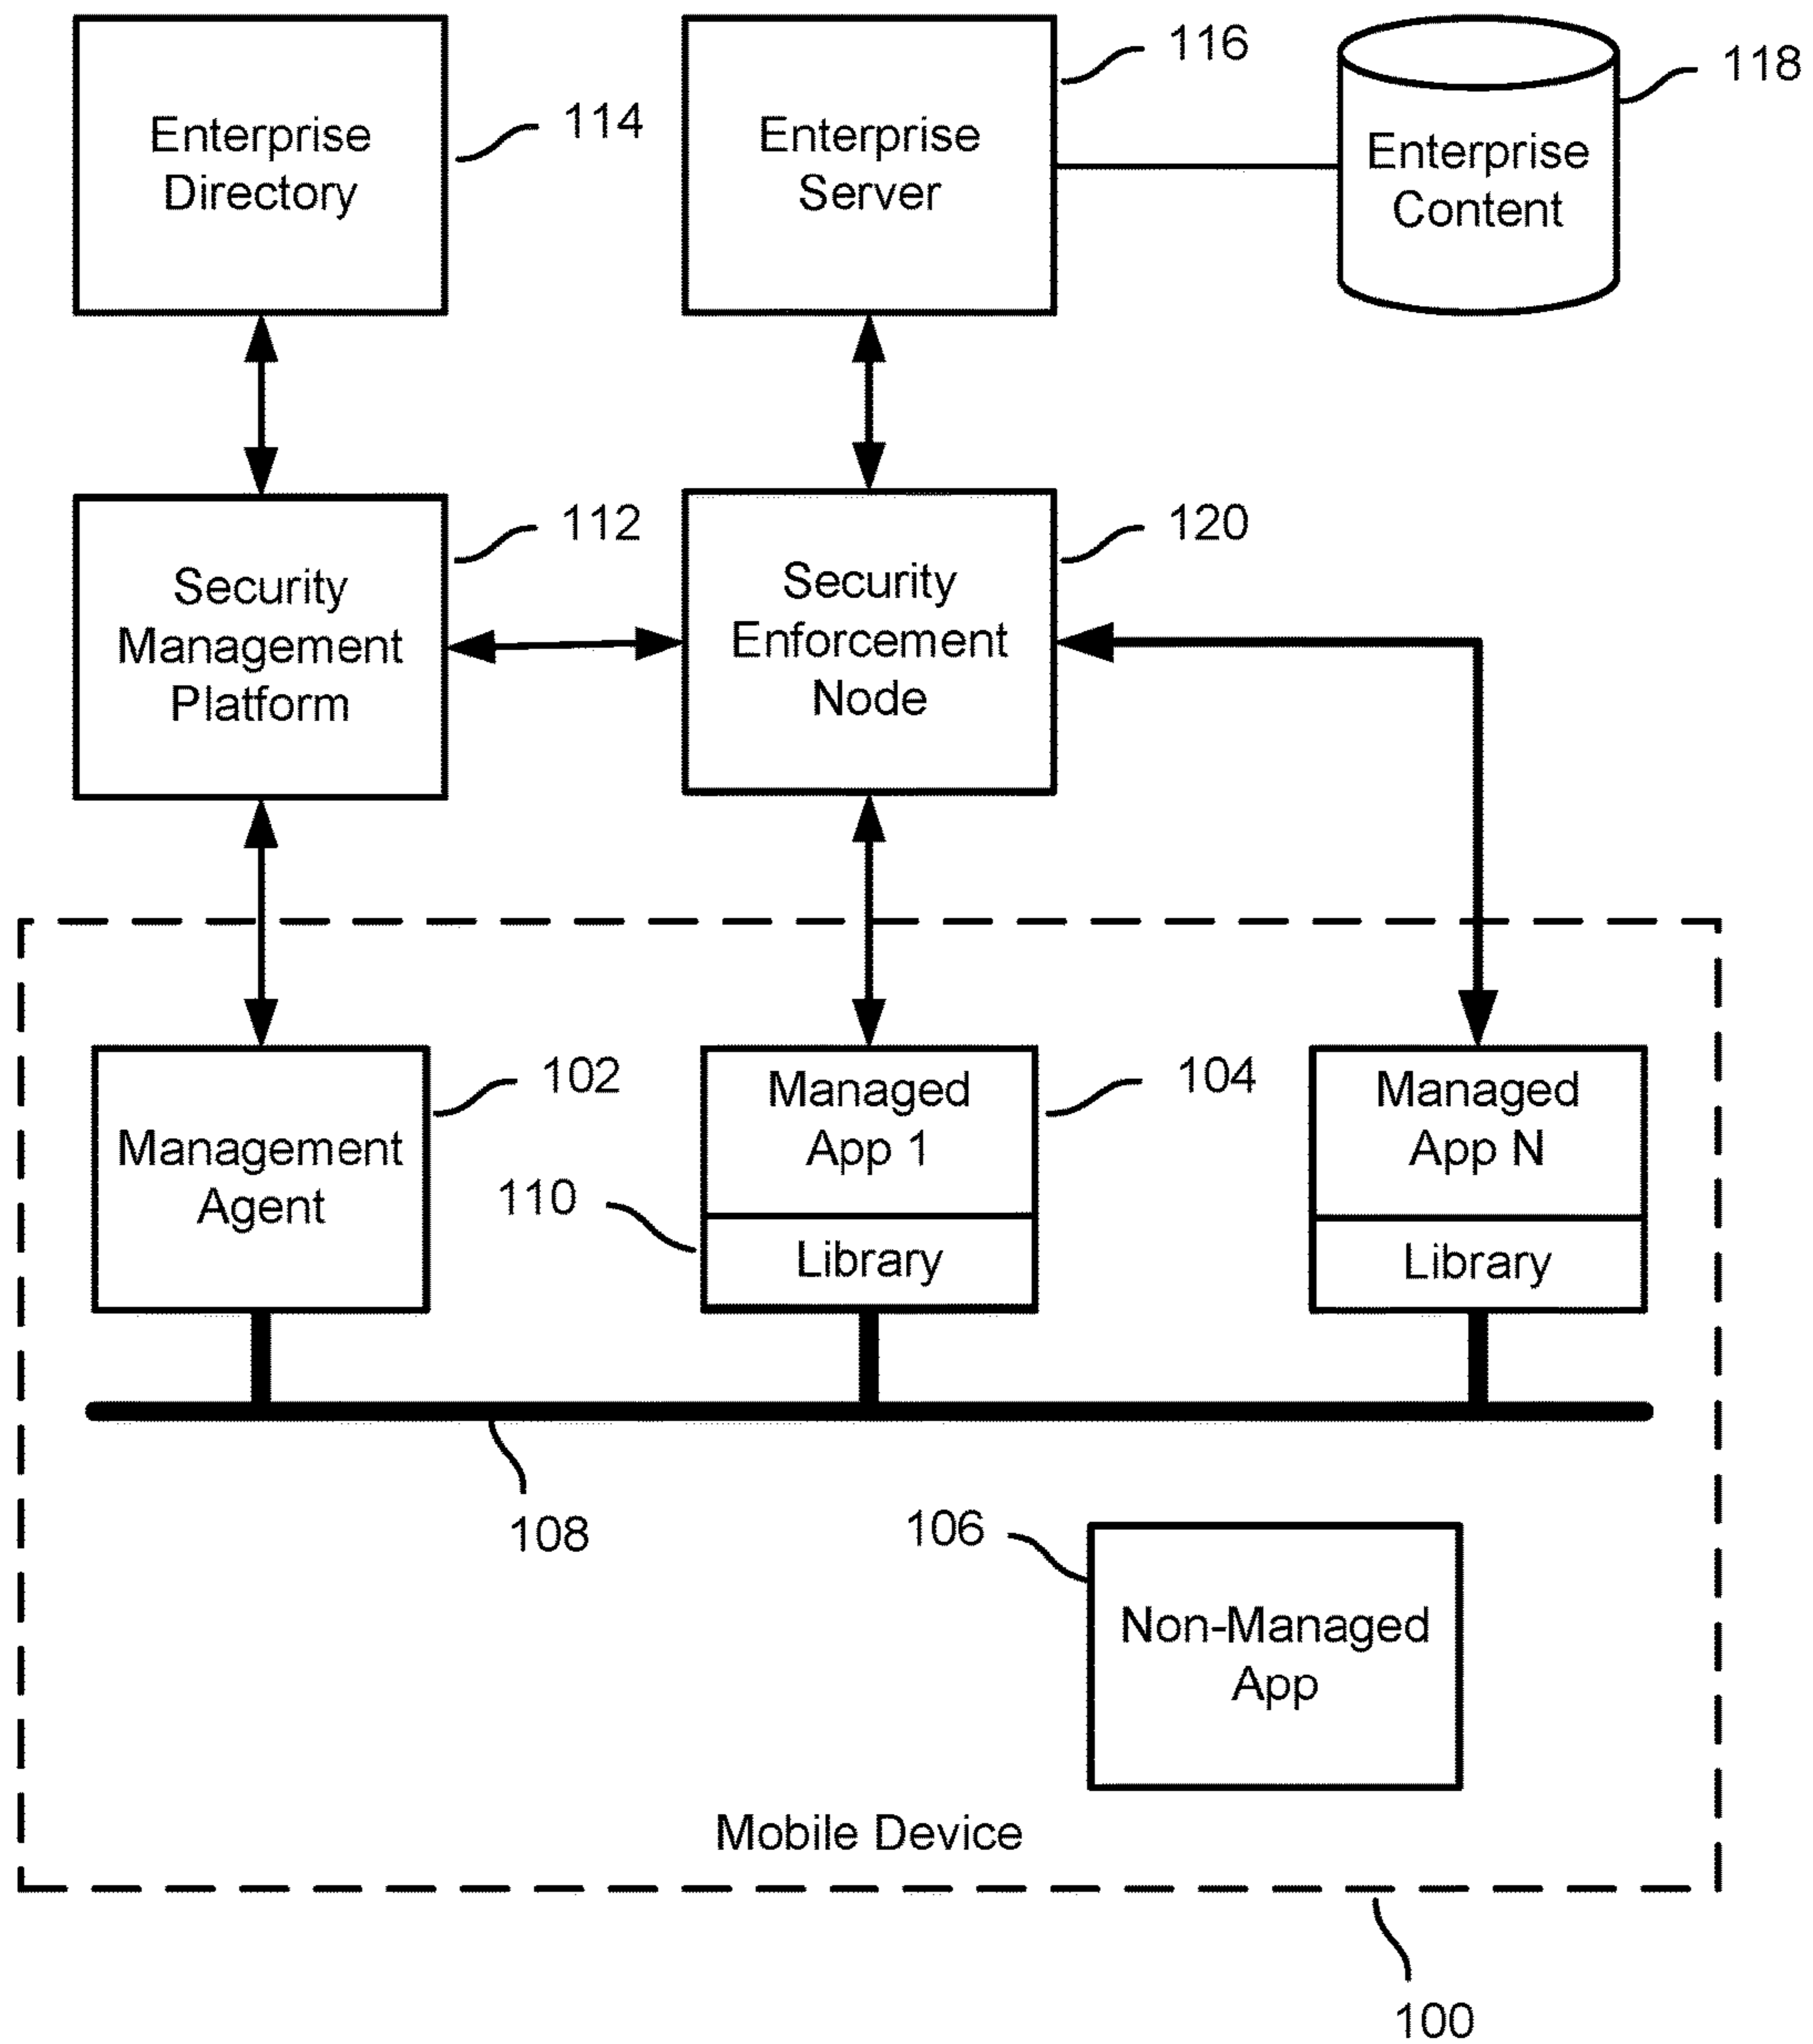 Enterprise
Directory
114
Enterprise
Server
116
Enterprise
Content
118
Security
Management
Platform
112
Security
Enforcement
Node
120
Management
Agent
102
Managed
App 1
104
110
Library
Managed
App N
Library
108
106
Non-Managed
App
Mobile Device
100